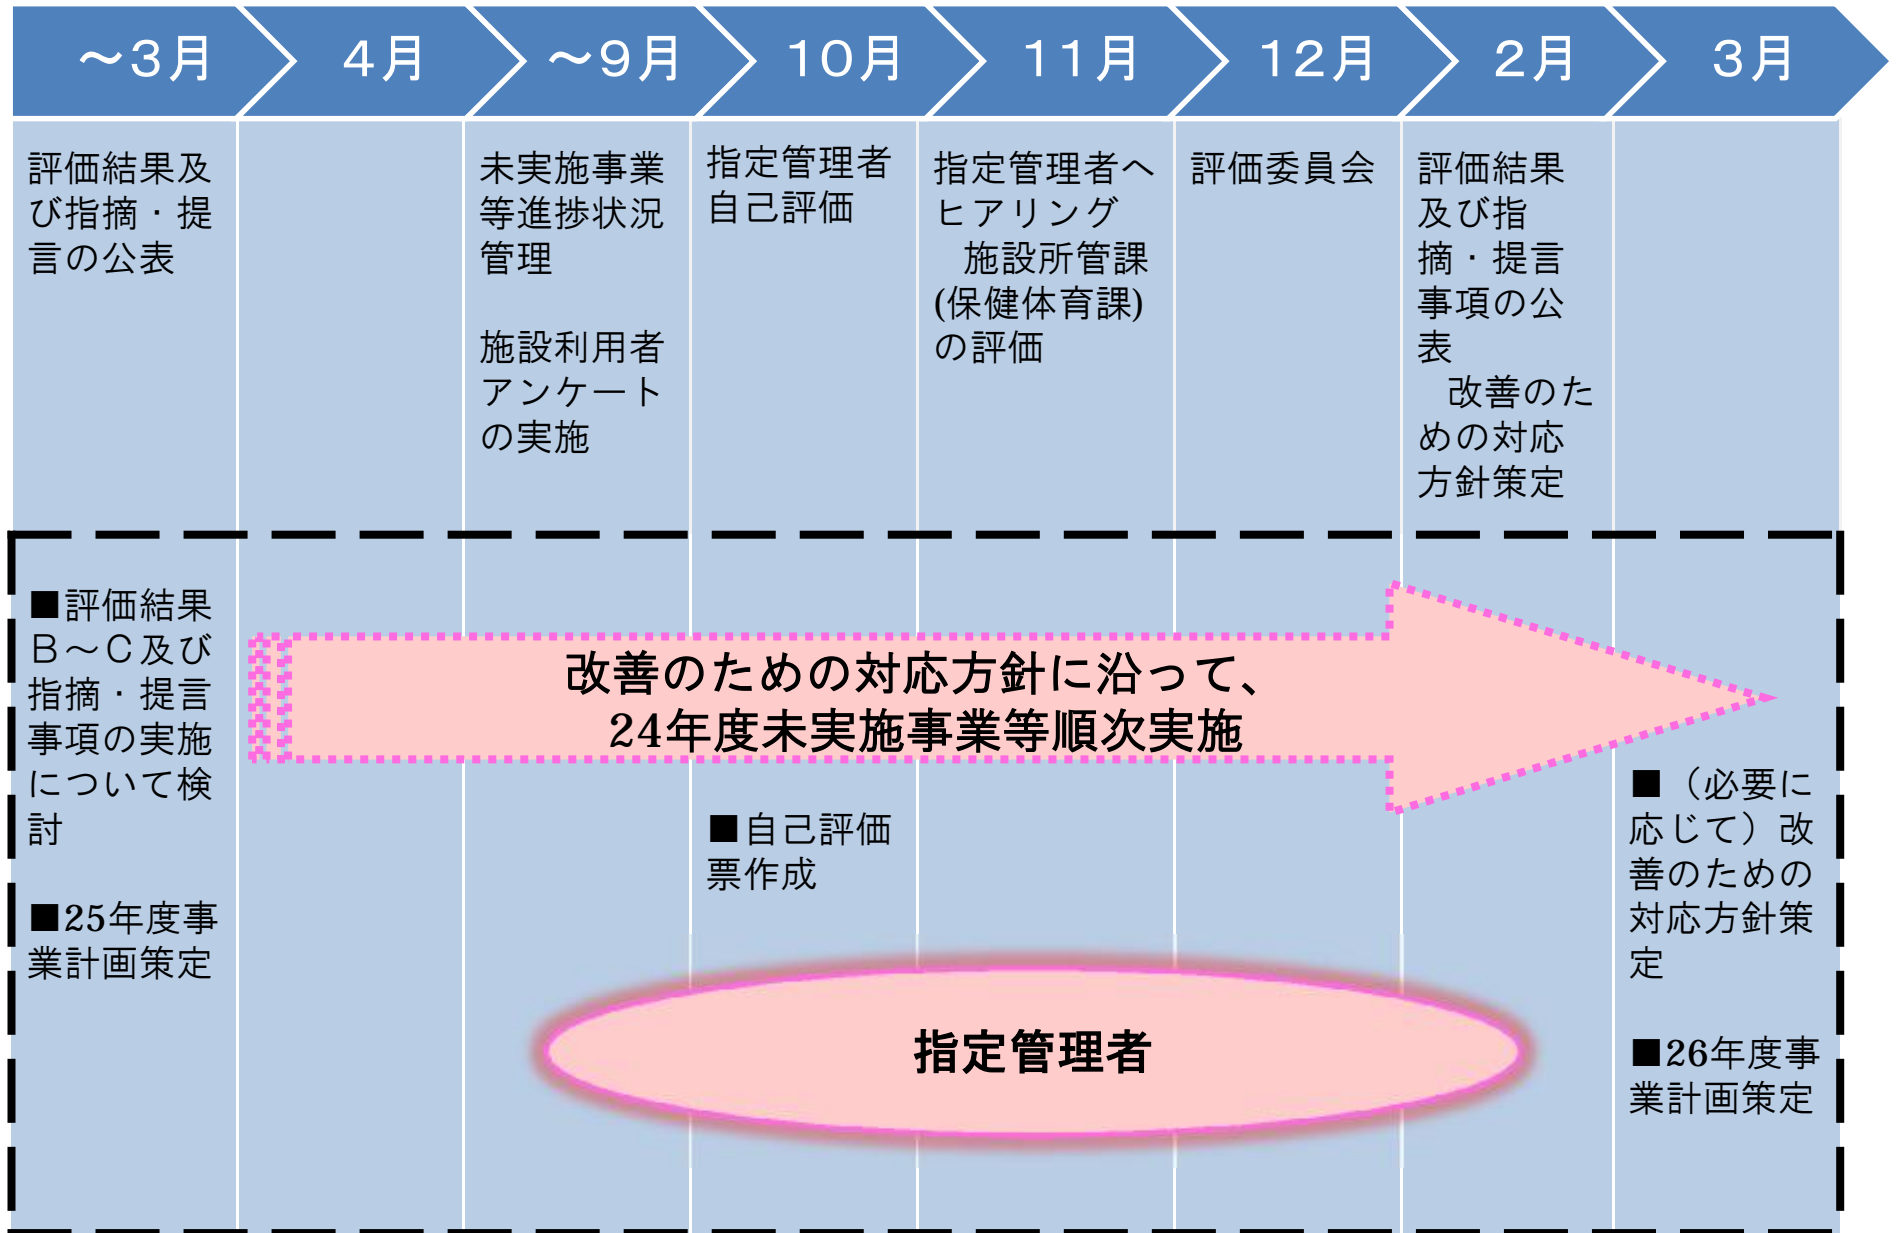 ～３月
４月
～９月
１０月
１１月
１２月
２月
３月
評価結果及
び指摘・提
言の公表
未実施事業
等進捗状況
管理
施設利用者
アンケート
の実施
指定管理者
自己評価
指定管理者へ
ヒアリング
施設所管課
(保健体育課)
の評価
評価委員会
評価結果
及び指
摘・提言
事項の公
表
改善のた
めの対応
方針策定
■評価結果
Ｂ～Ｃ及び
指摘・提言
事項の実施
について検
討
■25年度事
業計画策定
改善のための対応方針に沿って、
24年度未実施事業等順次実施
■自己評価
票作成
指定管理者
■（必要に
応じて）改
善のための
対応方針策
定
■26年度事
業計画策定